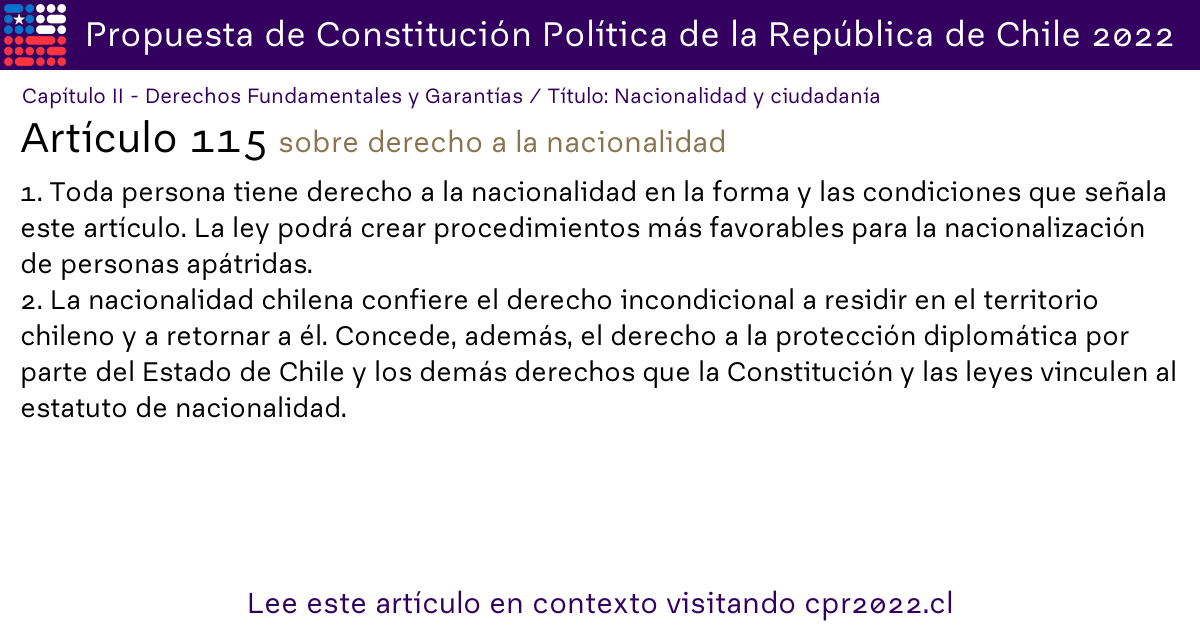 Propuesta de Constitución Política de la República de Chile 2022
Capítulo II - Derechos Fundamentales y Garantías / Título: Nacionalidad y ciudadanía
Artículo 115 sobre derecho a la nacionalidad
1. Toda persona tiene derecho a la nacionalidad en la forma y las condiciones que señala
este artículo. La ley podrá crear procedimientos más favorables para la nacionalización
de personas apátridas.
2. La nacionalidad chilena confiere el derecho incondicional a residir en el territorio
chileno y a retornar a él. Concede, además, el derecho a la protección diplomática por
parte del Estado de Chile y los demás derechos que la Constitución y las leyes vinculen al
estatuto de nacionalidad.
Lee este artículo en contexto visitando cpr2022.cl